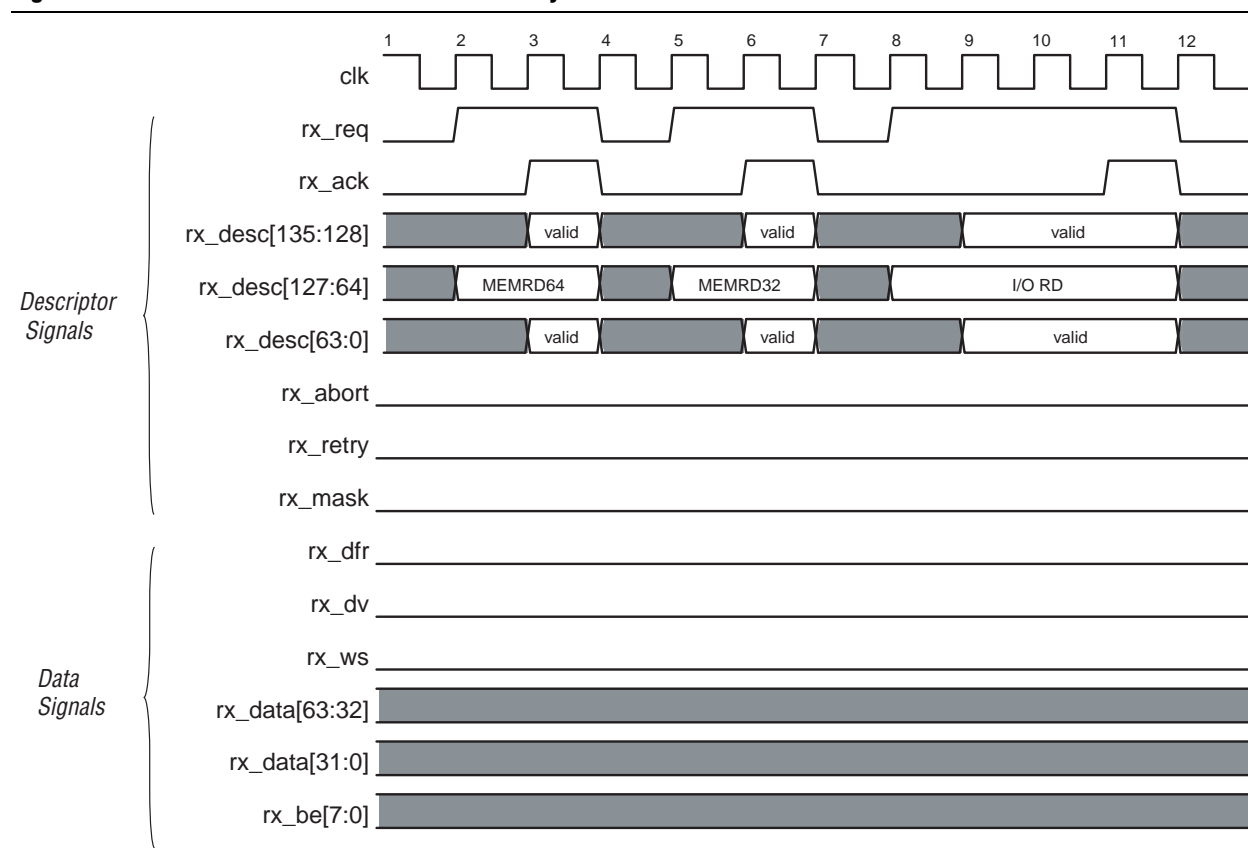 1 2 3 4 5 6 7 8 9 10 11 12
clk
rx_req
rx_ack
rx_desc[135:128] valid valid valid
rx_desc[127:64] MEMRD64 MEMRD32 I/O RD
rx_desc[63:0] valid valid valid
rx_abort
rx_retry
rx_mask
Descriptor
Signals
rx_dfr
rx_dv
rx_ws
rx_data[63:32]
rx_data[31:0]
rx_be[7:0]
Data
Signals